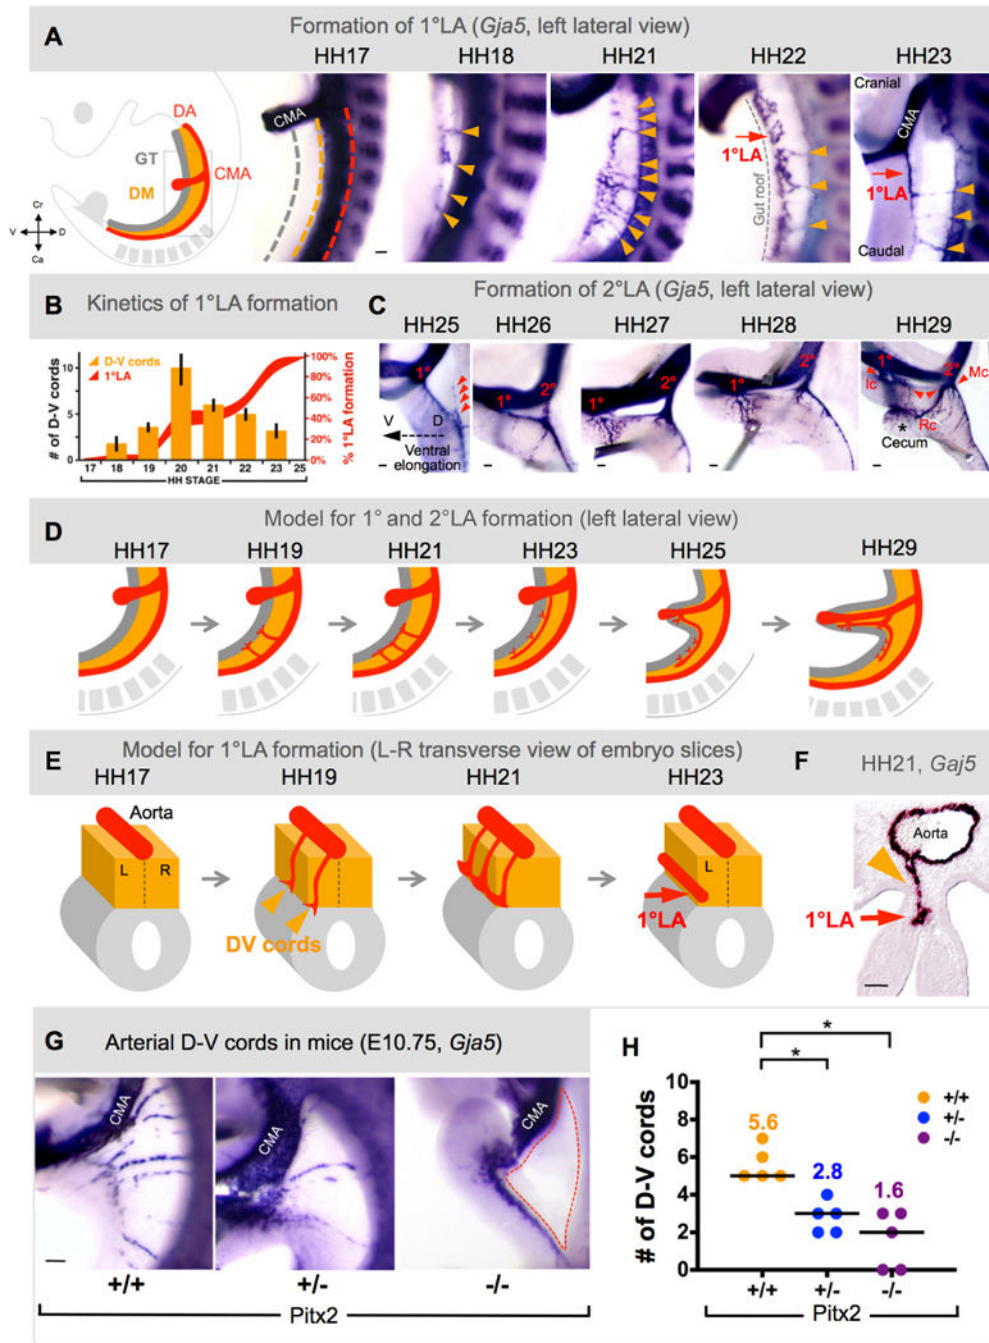 A
Formation of 1°LA (Gja5, left lateral view)
HH17
HH18
HH21
HH22
HH23
DA
GT
DM
CMA
Cr
V
D
Ca
CMA
1°LA
Gut roof
Cranial
CMA
1°LA
Caudal
B
Kinetics of 1°LA formation
# of D-V cords
10
5
0
D-V cords
1°LA
100%
80%
60%
40%
20%
0%
% 1°LA formation
17 18 19 20 21 22 23 25
HH STAGE
C
Formation of 2°LA (Gja5, left lateral view)
HH25
HH26
HH27
HH28
HH29
1°
V
D
Ventral
elongation
2°
1°
2°
1°
2°
1°
1°
2°
Mc
Ic
Rc
*
Cecum
D
Model for 1° and 2°LA formation (left lateral view)
HH17
HH19
HH21
HH23
HH25
HH29
E
Model for 1°LA formation (L-R transverse view of embryo slices)
HH17
HH19
HH21
HH23
Aorta
L
R
DV cords
L
1°LA
F
HH21, Gaj5
Aorta
1°LA
G
Arterial D-V cords in mice (E10.75, Gja5)
CMA
CMA
CMA
+/+
+/-
-/-
Pitx2
H
*
*
# of D-V cords
10
8
6
4
2
0
5.6
2.8
1.6
+/+
+/-
-/-
+/+
+/-
-/-
Pitx2